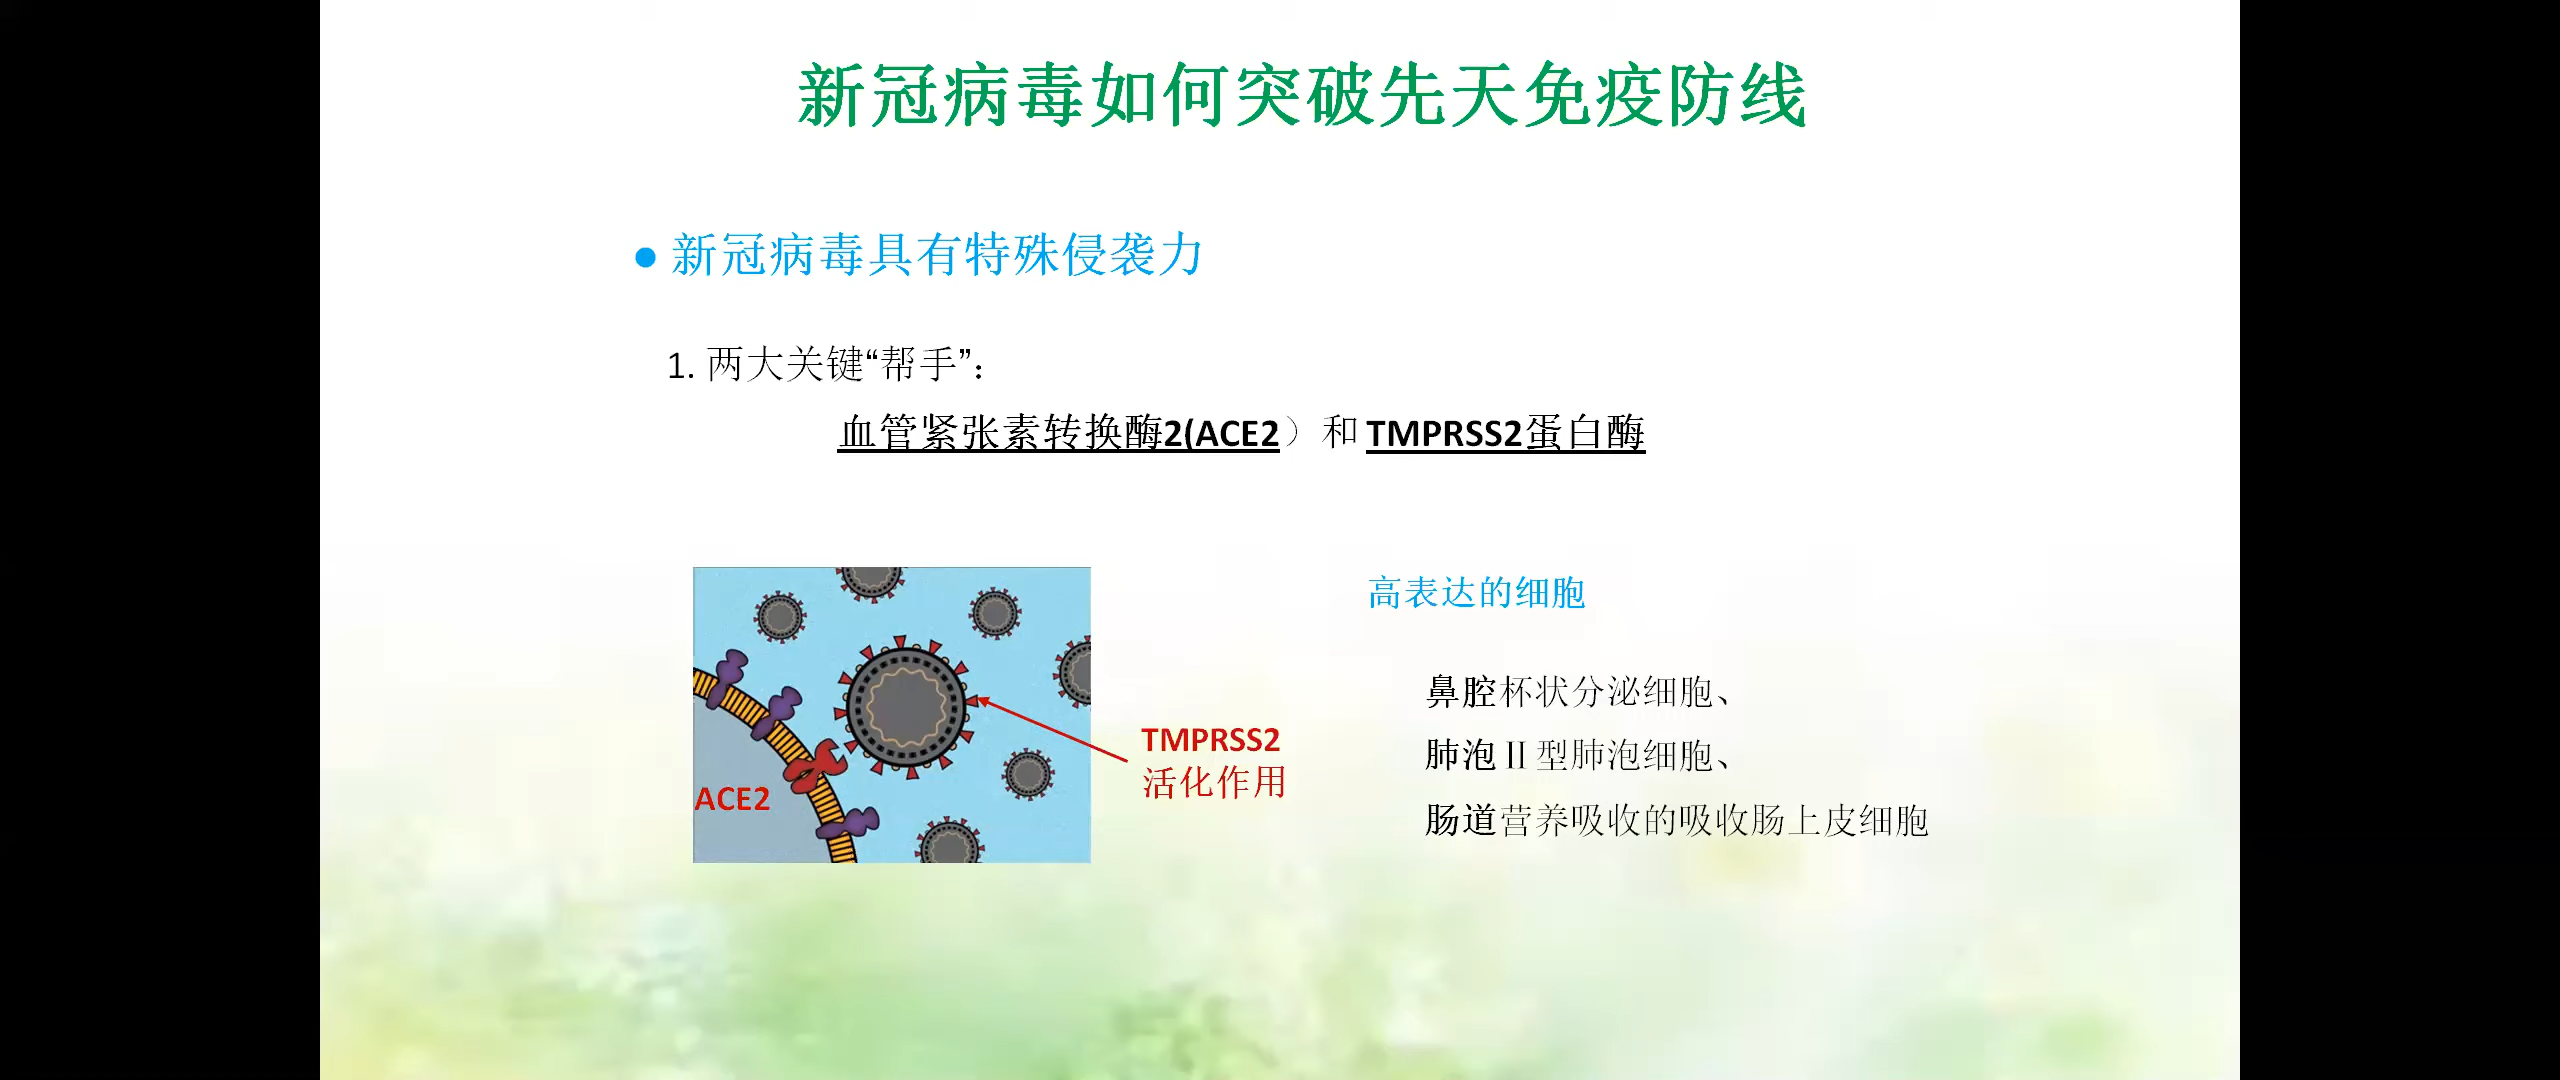 新冠病毒如何突破先天免疫防线
● 新冠病毒具有特殊侵袭力
1. 两大关键“帮手”：
血管紧张素转换酶2(ACE2）和 TMPRSS2蛋白酶
高表达的细胞
鼻腔杯状分泌细胞、
肺泡Ⅱ型肺泡细胞、
肠道营养吸收的吸收肠上皮细胞
TMPRSS2
活化作用
ACE2